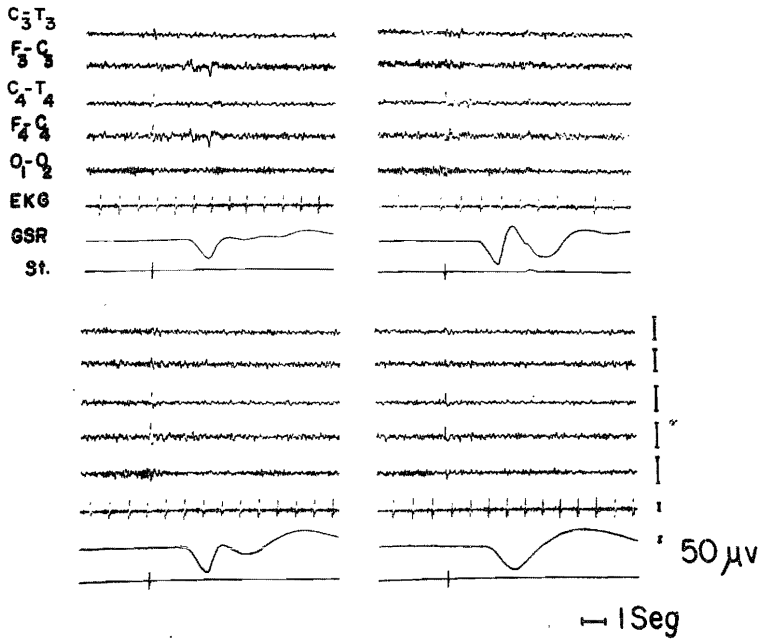 C3-T3
F3-C3
C4-T4
F4-C4
O1-O2
EKG
GSR
St.
50 μv
1 Seg